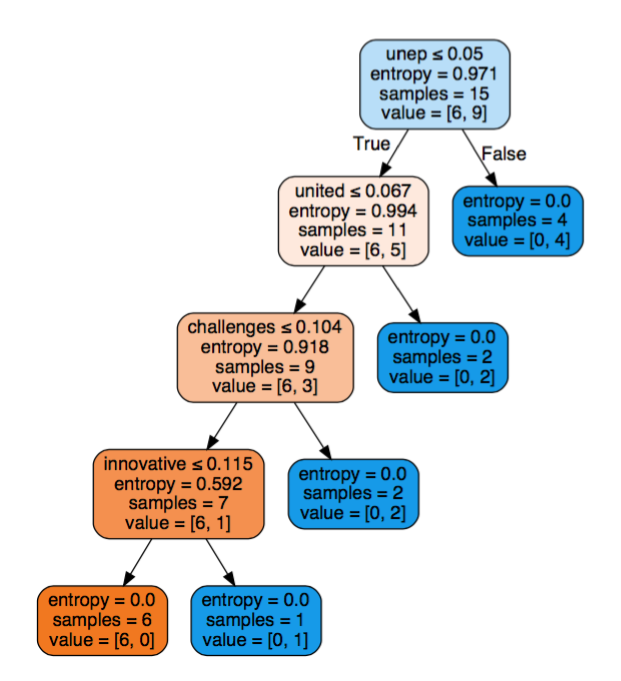 unep ≤ 0.05
entropy = 0.971
samples = 15
value = [6, 9]
True
False
united ≤ 0.067
entropy = 0.994
samples = 11
value = [6, 5]
entropy = 0.0
samples = 4
value = [0, 4]
challenges ≤ 0.104
entropy = 0.918
samples = 9
value = [6, 3]
entropy = 0.0
samples = 2
value = [0, 2]
innovative ≤ 0.115
entropy = 0.592
samples = 7
value = [6, 1]
entropy = 0.0
samples = 2
value = [0, 2]
entropy = 0.0
samples = 6
value = [6, 0]
entropy = 0.0
samples = 1
value = [0, 1]